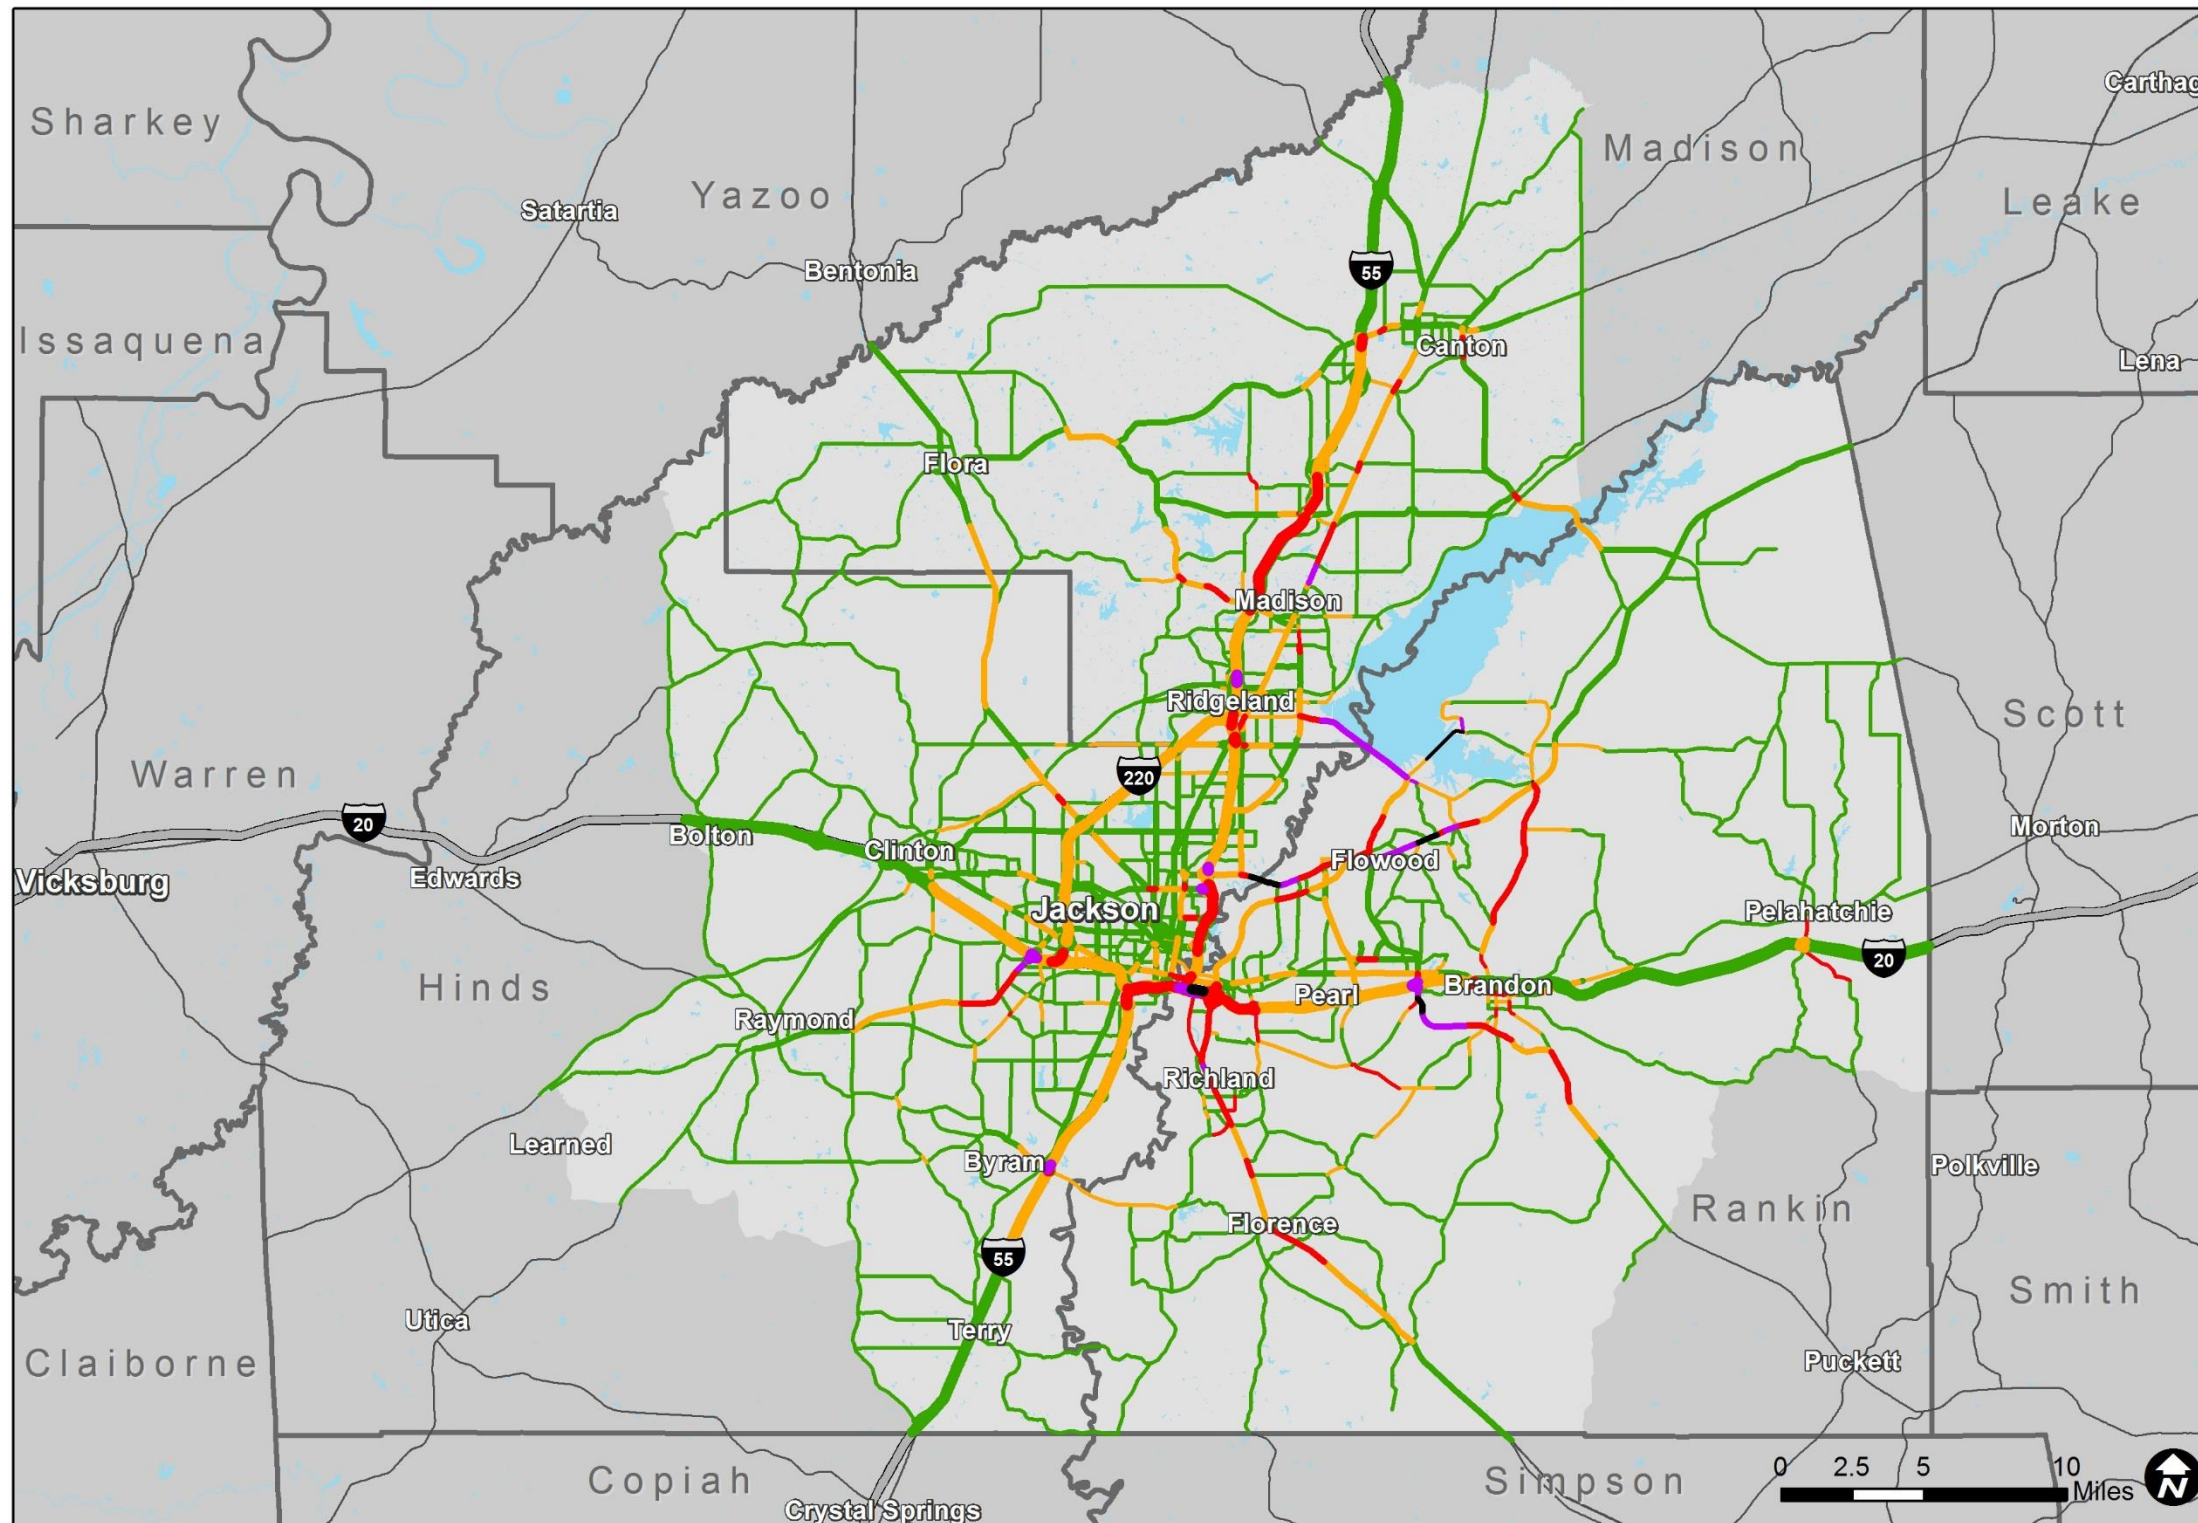 Sharkey
Carthag
Madison
Yazoo
Satartia
Leake
Bentonia
55
Issaquena
Canton
Lena
Flora
Madison
Ridgeland
Scott
Warren
220
20
Bolton
Clinton
Morton
Flowood
Vicksburg
Edwards
Jackson
Pelahatchie
20
Hinds
Pearl
Brandon
Raymond
Richland
Learned
Byram
Polkville
Rankin
Florence
55
Smith
Utica
Terry
Claiborne
Puckett
Copiah
Simpson
0 2.5 5 10
Miles
N
Crystal Springs